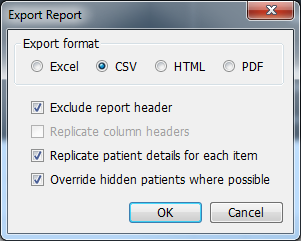 Export Report
Export format
Excel CSV HTML PDF
Exclude report header
Replicate column headers
Replicate patient details for each item
Override hidden patients where possible
OK Cancel